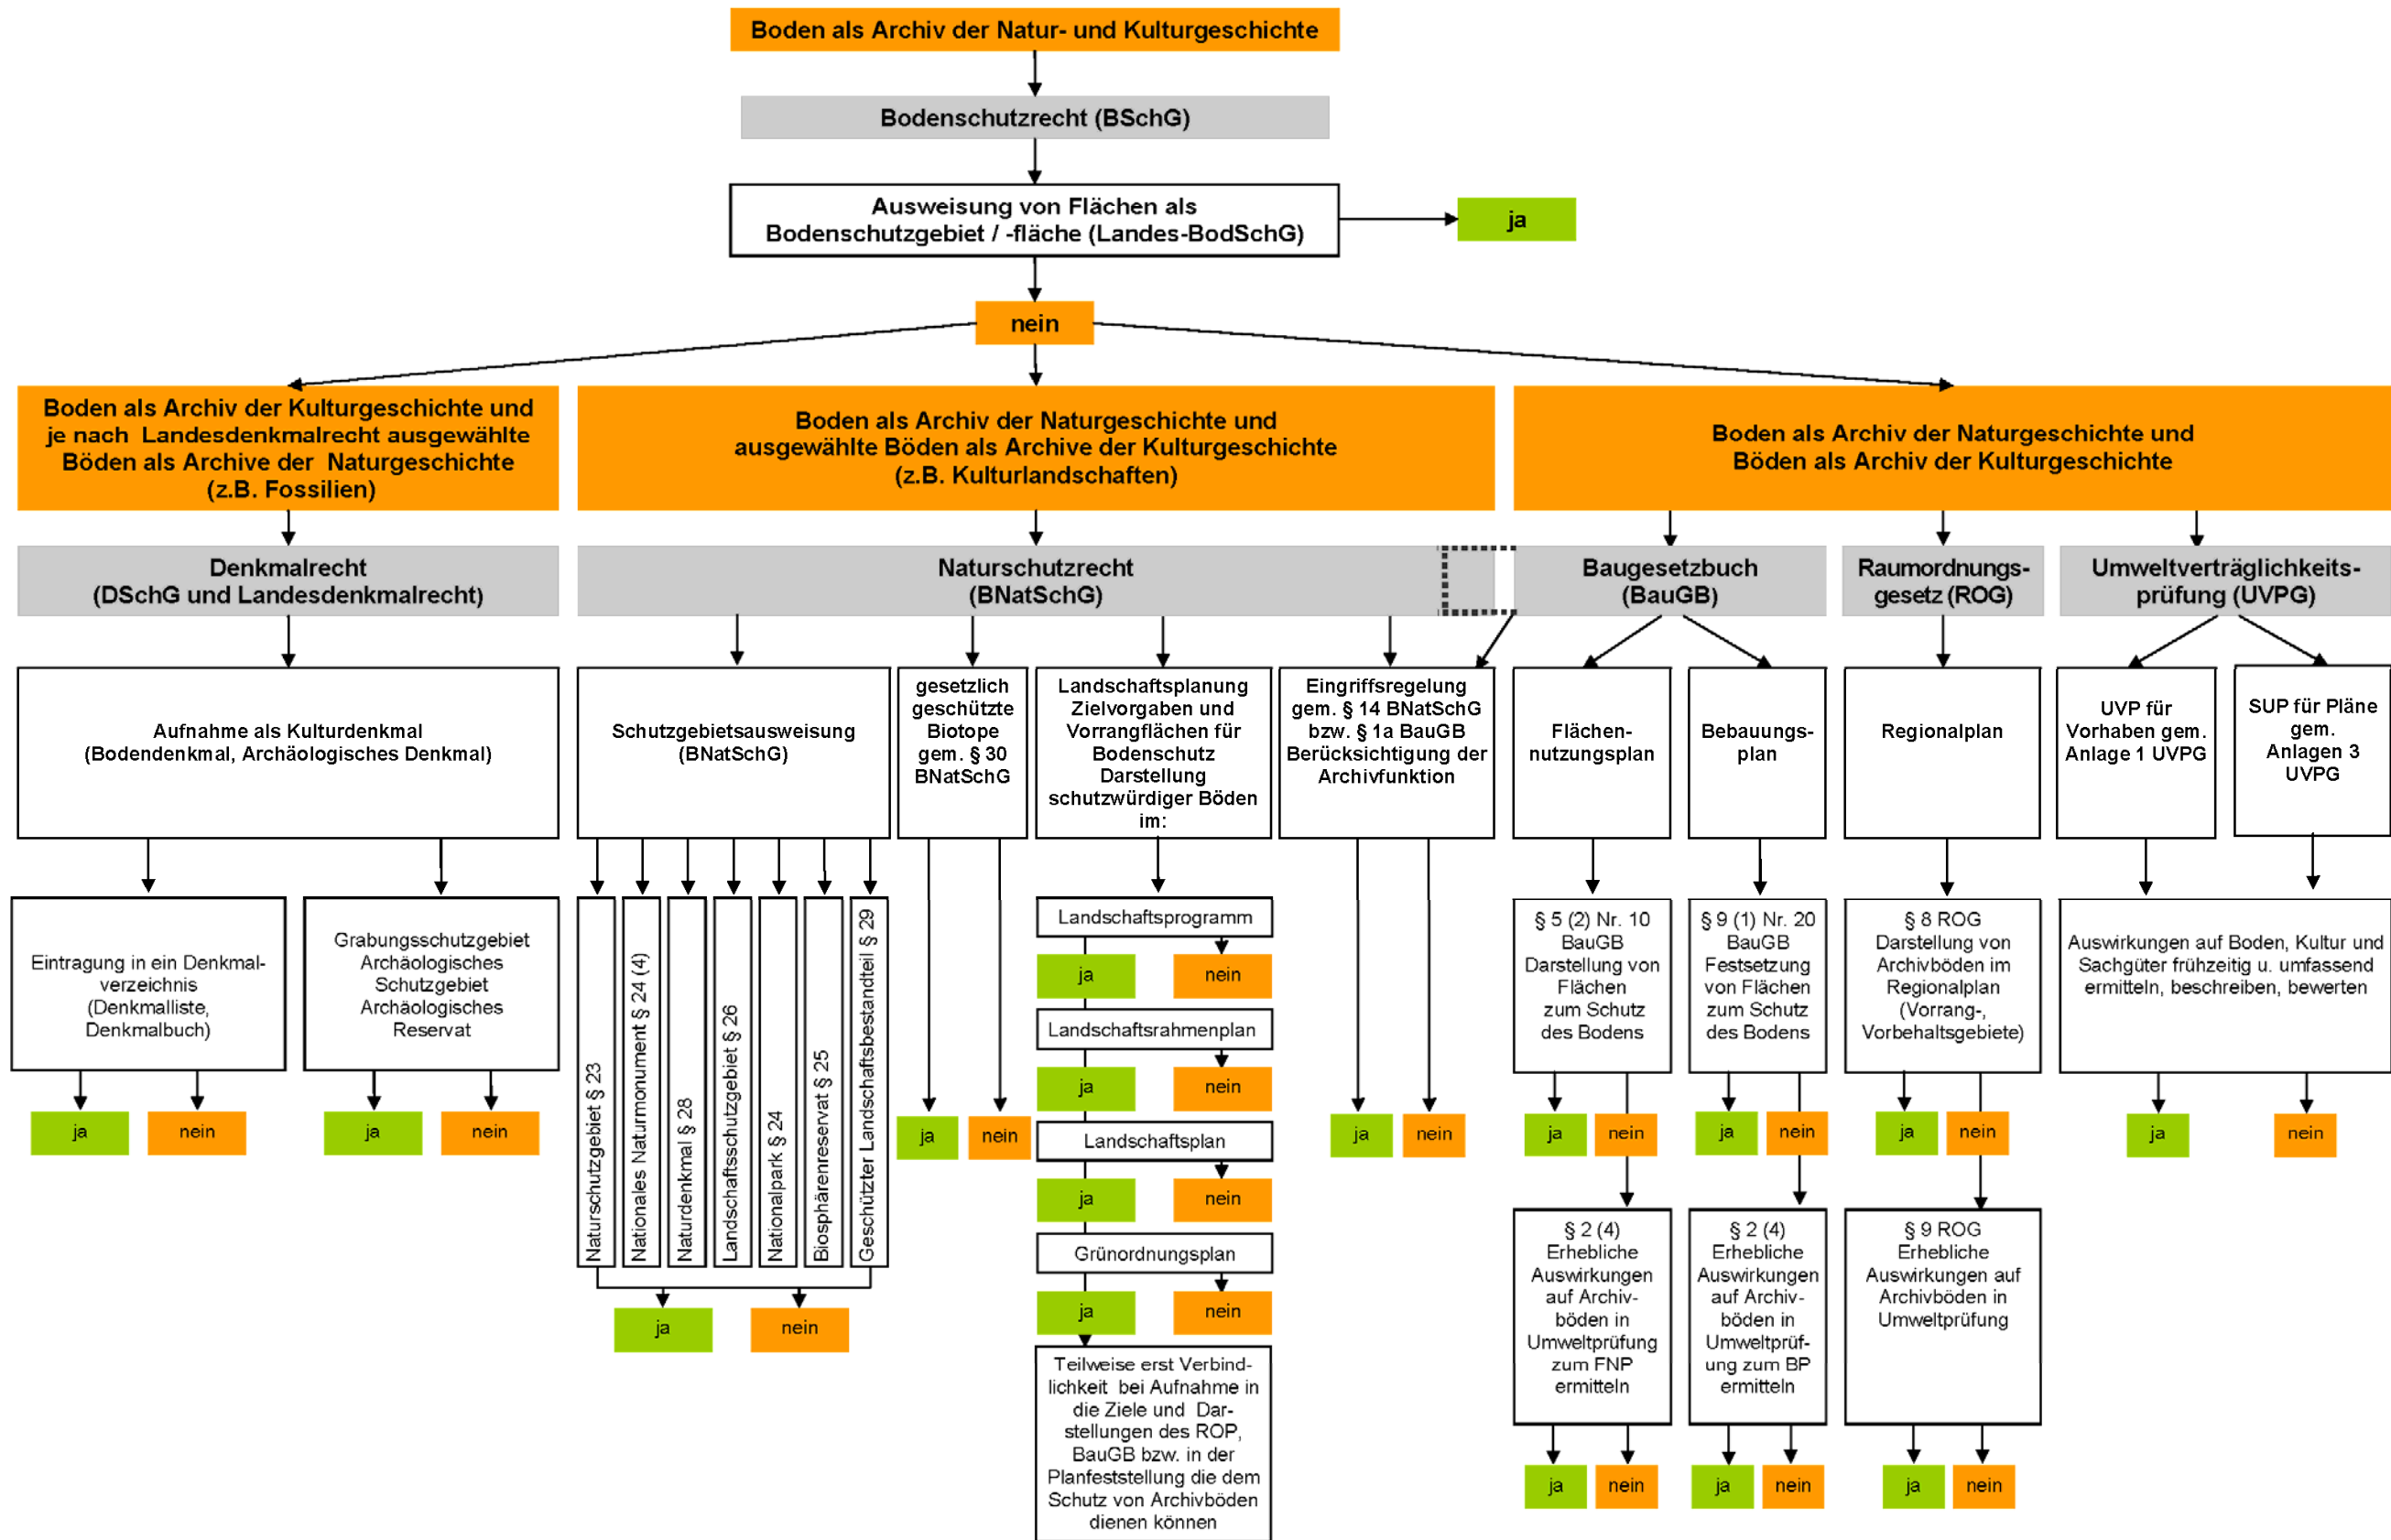 Boden als Archiv der Natur- und Kulturgeschichte
Bodenschutzrecht (BSchG)
Ausweisung von Flächen als
Bodenschutzgebiet / -fläche (Landes-BodSchG)
ja
nein
Boden als Archiv der Kulturgeschichte und
je nach Landesdenkmalrecht ausgewählte
Böden als Archive der Naturgeschichte
(z.B. Fossilien)
Boden als Archiv der Naturgeschichte und
ausgewählte Böden als Archive der Kulturgeschichte
(z.B. Kulturlandschaften)
Boden als Archiv der Naturgeschichte und
Böden als Archiv der Kulturgeschichte
Denkmalrecht
(DSchG und Landesdenkmalrecht)
Naturschutzrecht
(BNatSchG)
Baugesetzbuch
(BauGB)
Raumordnungs-
gesetz (ROG)
Umweltverträglichkeits-
prüfung (UVPG)
Aufnahme als Kulturdenkmal
(Bodendenkmal, Archäologisches Denkmal)
Schutzgebietsausweisung
(BNatSchG)
gesetzlich
geschützte
Biotope
gem. § 30
BNatSchG
Landschaftsplanung
Zielvorgaben und
Vorrangflächen für
Bodenschutz
Darstellung
schutzwürdiger Böden
im:
Eingriffsregelung
gem. § 14 BNatSchG
bzw. § 1a BauGB
Berücksichtigung der
Archivfunktion
Flächen-
nutzungsplan
Bebauungs-
plan
Regionalplan
UVP für
Vorhaben gem.
Anlage 1 UVPG
SUP für Pläne
gem.
Anlagen 3
UVPG
Eintragung in ein Denkmal-
verzeichnis
(Denkmalliste,
Denkmalbuch)
ja
nein
Grabungsschutzgebiet
Archäologisches
Schutzgebiet
Archäologisches
Reservat
ja
nein
Naturschutzgebiet § 23
Nationales Naturmonument § 24 (4)
Naturdenkmal § 28
Landschaftsschutzgebiet § 26
Nationalpark § 24
Biosphärenreservat § 25
Geschützter Landschaftsbestandteil § 29
ja
nein
ja
nein
Landschaftsprogramm
ja
nein
Landschaftsrahmenplan
ja
nein
Landschaftsplan
ja
nein
Grünordnungsplan
ja
nein
Teilweise erst Verbind-
lichkeit bei Aufnahme in
die Ziele und Dar-
stellungen des ROP,
BauGB bzw. in der
Planfeststellung die dem
Schutz von Archivböden
dienen können
ja
nein
§ 5 (2) Nr. 10
BauGB
Darstellung von
Flächen
zum Schutz
des Bodens
ja
nein
§ 2 (4)
Erhebliche
Auswirkungen
auf Archiv-
böden in
Umweltprüfung
zum FNP
ermitteln
ja
nein
§ 9 (1) Nr. 20
BauGB
Festsetzung
von Flächen
zum Schutz
des Bodens
ja
nein
§ 2 (4)
Erhebliche
Auswirkungen
auf Archiv-
böden in
Umweltprüf-
ung zum BP
ermitteln
ja
nein
§ 8 ROG
Darstellung von
Archivböden im
Regionalplan
(Vorrang-,
Vorbehaltsgebiete)
ja
nein
§ 9 ROG
Erhebliche
Auswirkungen auf
Archivböden in
Umweltprüfung
ja
nein
Auswirkungen auf Boden, Kultur und
Sachgüter frühzeitig u. umfassend
ermitteln, beschreiben, bewerten
ja
nein